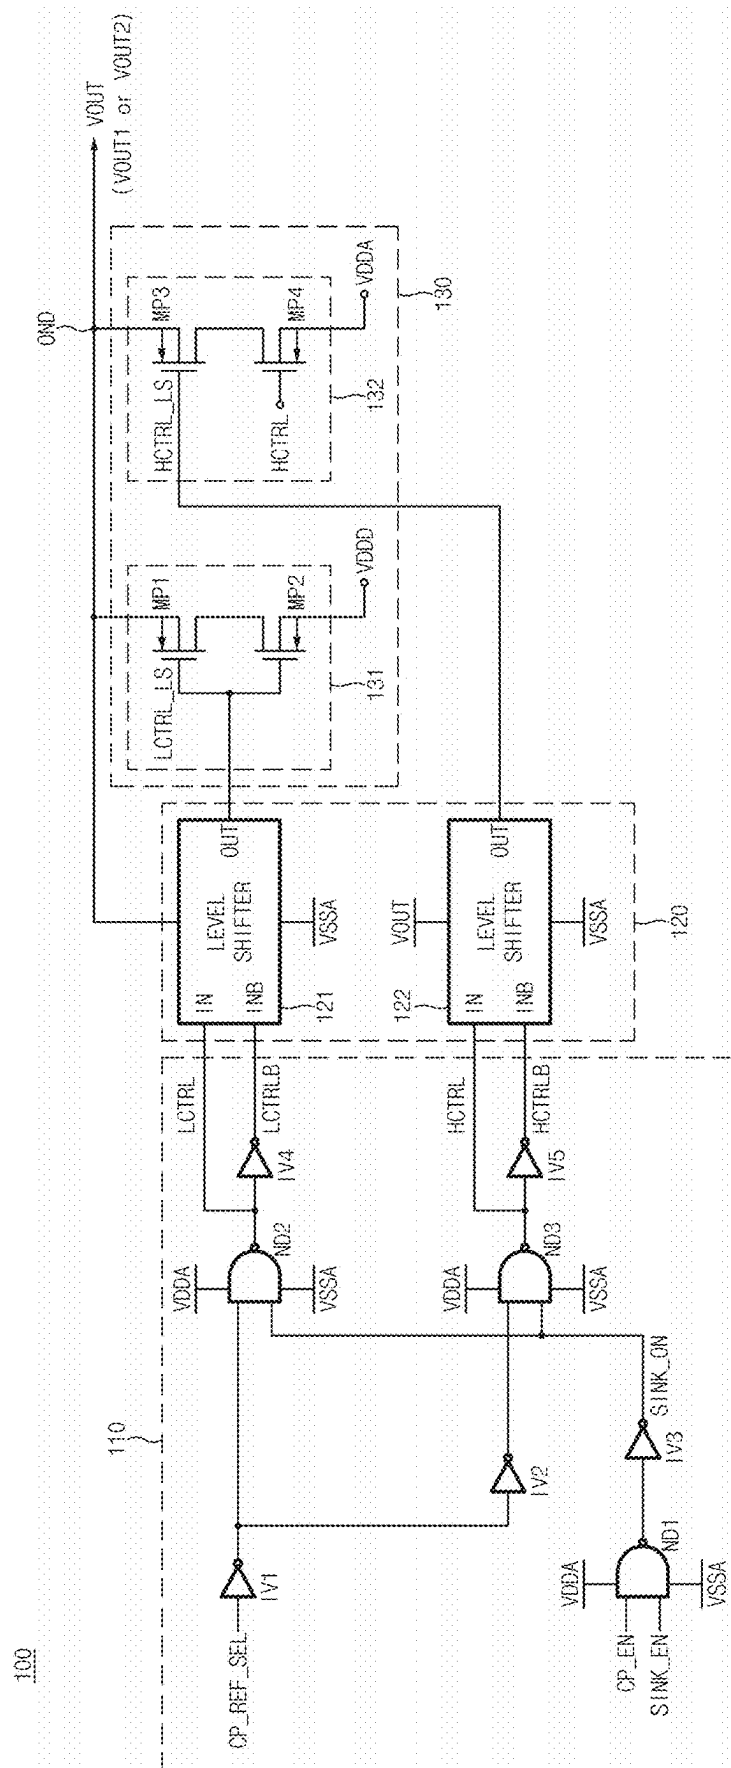 100
110
CP_REF_SEL
IV1
IV2
CP_EN
SINK_EN
VDDA
VSSA
ND1
IV3
SINK_ON
VDDA
VSSA
ND2
IV4
LCTRL
LCTRLB
VDDA
VSSA
ND3
IV5
HCTRL
HCTRLB
IN
INB
LEVEL
SHIFTER
OUT
VSSA
121
VOUT
IN
INB
LEVEL
SHIFTER
OUT
VSSA
122
120
LCTRL_LS
MP1
MP2
VDDD
131
HCTRL_LS
HCTRL
MP3
MP4
VDDA
132
130
OND
VOUT
(VOUT1 or VOUT2)